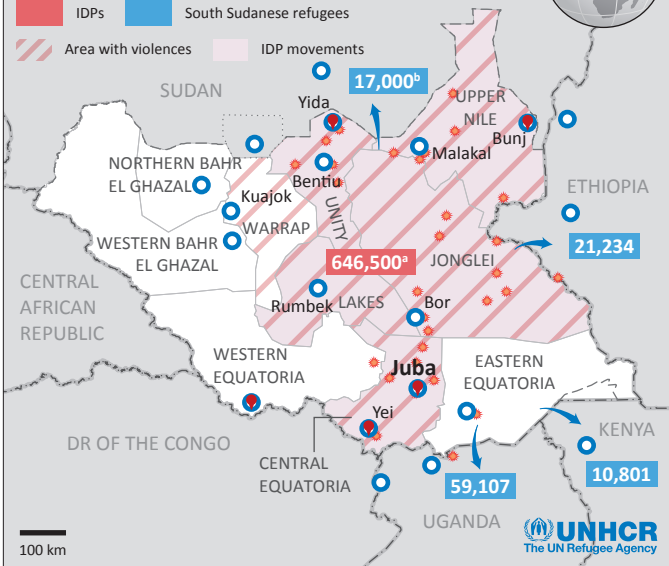 IDPs
South Sudanese refugees
Area with violences
IDP movements
SUDAN
17,000ᵇ
Yida
UPPER
NILE
Bunj
Malakal
NORTHERN BAHR
EL GHAZAL
Bentiu
Kuajok
UNITY
ETHIOPIA
WARRAP
WESTERN BAHR
EL GHAZAL
21,234
646,500ᵃ
JONGLEI
CENTRAL
AFRICAN
REPUBLIC
Rumbek
LAKES
Bor
WESTERN
EQUATORIA
Juba
EASTERN
EQUATORIA
Yei
KENYA
DR OF THE CONGO
CENTRAL
EQUATORIA
59,107
10,801
UGANDA
100 km
UNHCR
The UN Refugee Agency